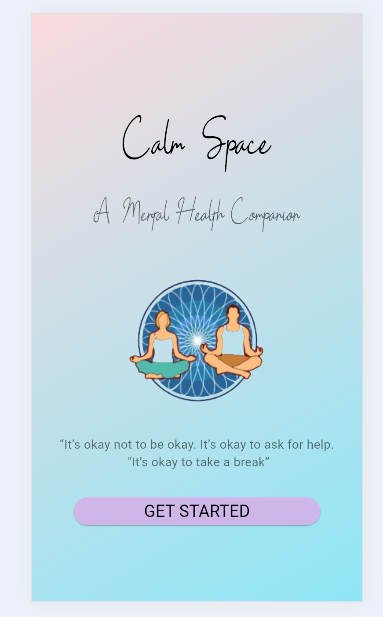 Calm Space
A Mental Health Companion
“It’s okay not to be okay. It’s okay to ask for help.
"It’s okay to take a break”
GET STARTED